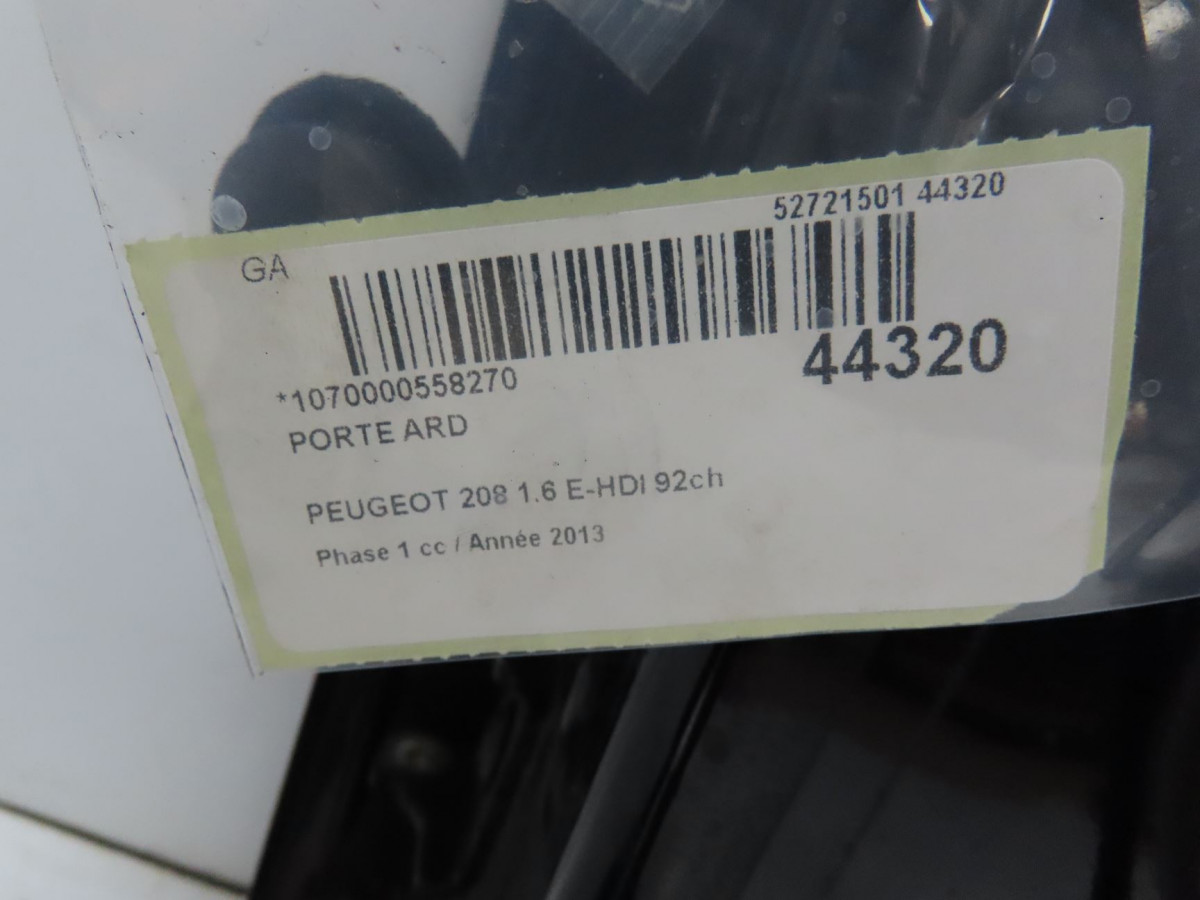 52721501 44320
GA
44320
*1070000558270
PORTE ARD
PEUGEOT 208 1.6 E-HDI 92ch
Phase 1 cc / Année 2013